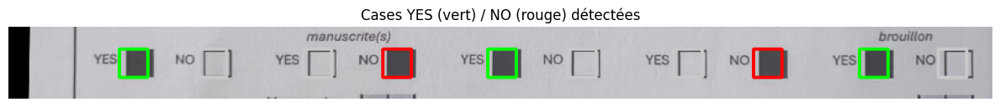 Cases YES (vert) / NO (rouge) détectées
manuscrite(s) brouillon
YES NO YES NO YES NO YES NO YES NO